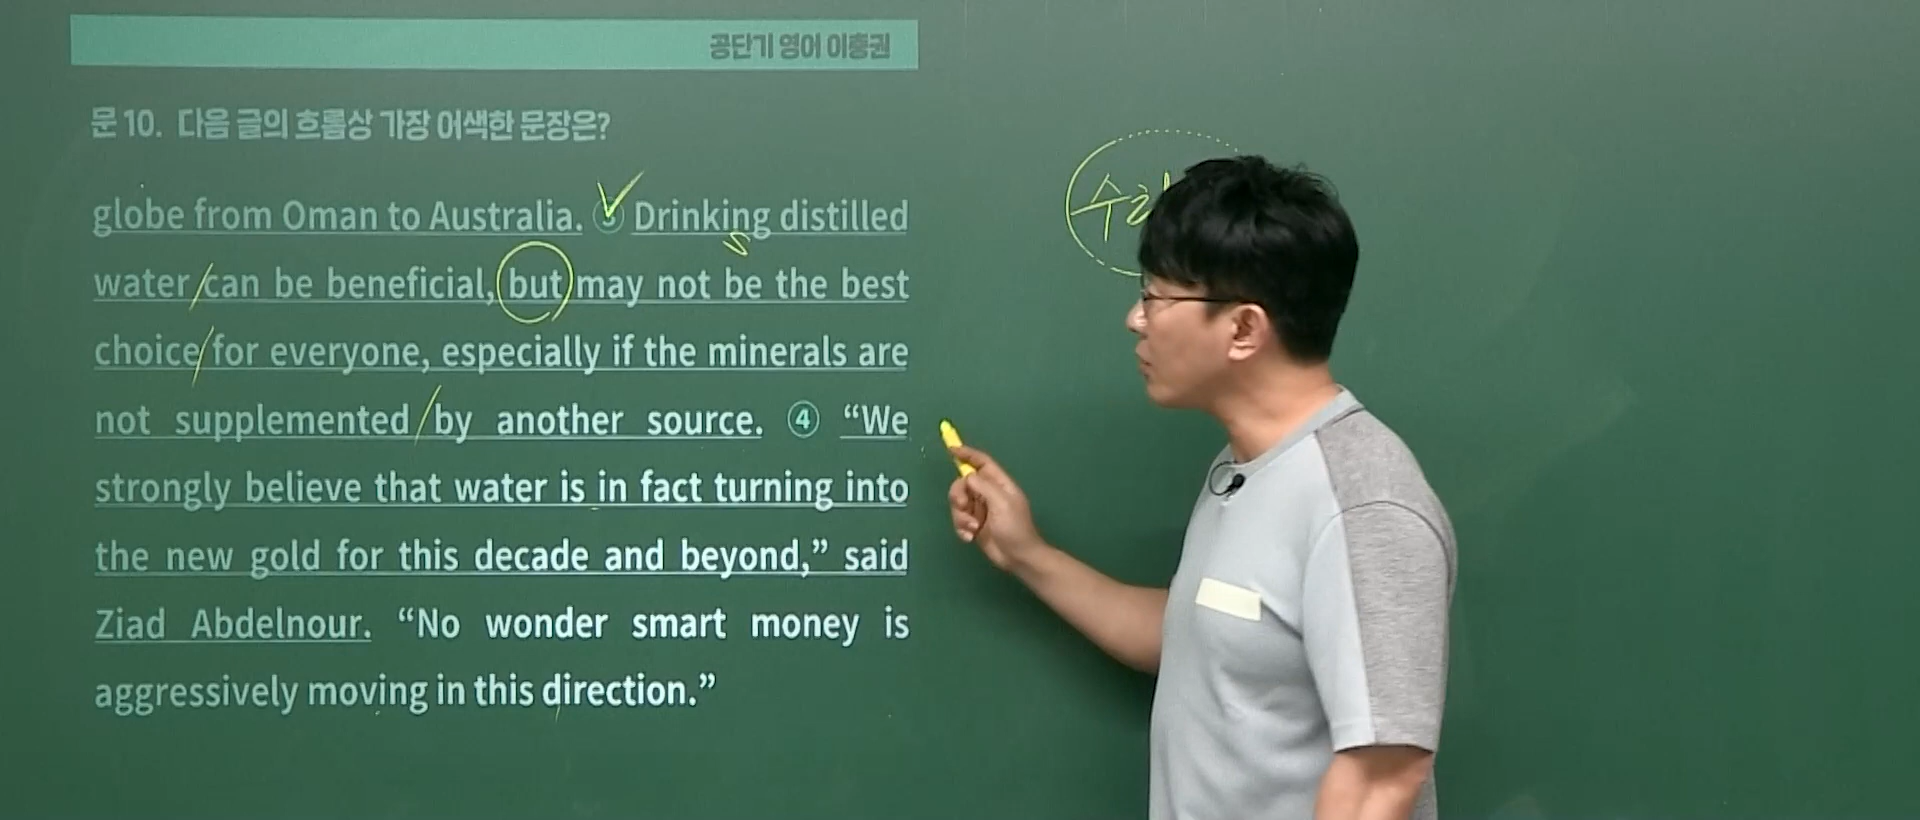 공단기 영어 이충권
문 10. 다음 글의 흐름상 가장 어색한 문장은?
globe from Oman to Australia. ③ Drinking distilled
water can be beneficial, but may not be the best
choice for everyone, especially if the minerals are
not supplemented by another source. ④ “We
strongly believe that water is in fact turning into
the new gold for this decade and beyond,” said
Ziad Abdelnour. “No wonder smart money is
aggressively moving in this direction.”